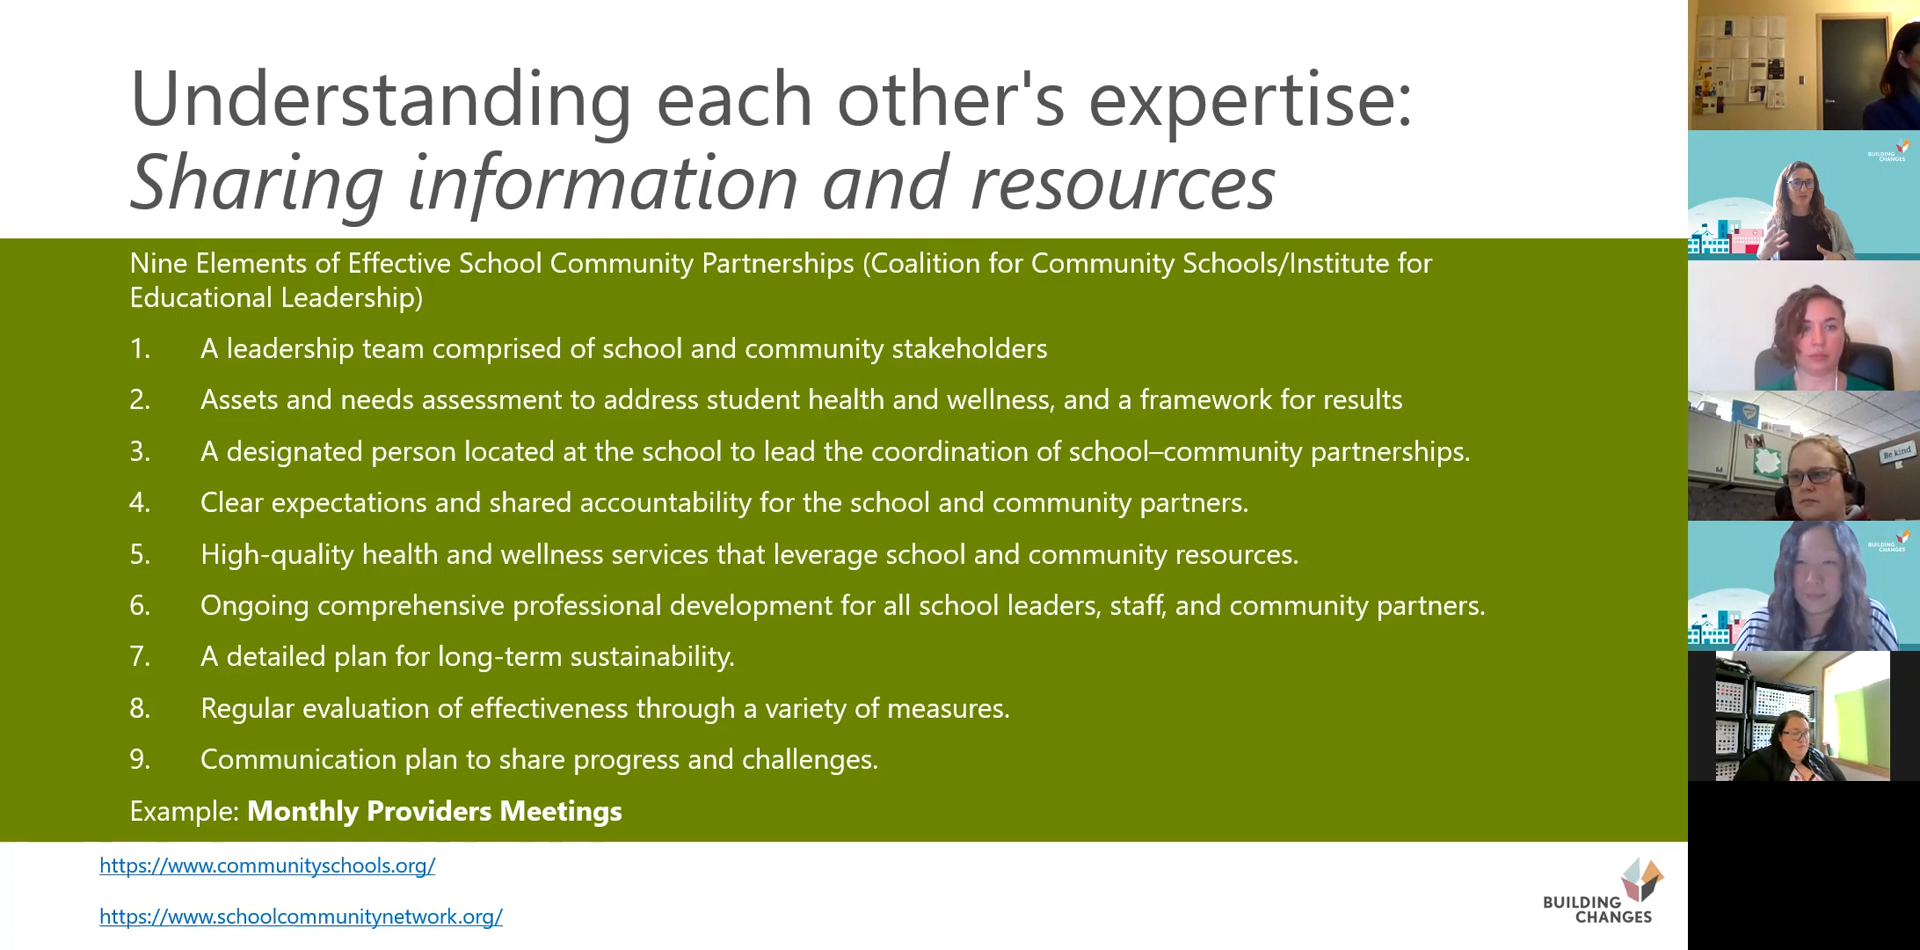 Understanding each other's expertise:
Sharing information and resources
Nine Elements of Effective School Community Partnerships (Coalition for Community Schools/Institute for
Educational Leadership)
1. A leadership team comprised of school and community stakeholders
2. Assets and needs assessment to address student health and wellness, and a framework for results
3. A designated person located at the school to lead the coordination of school–community partnerships.
4. Clear expectations and shared accountability for the school and community partners.
5. High-quality health and wellness services that leverage school and community resources.
6. Ongoing comprehensive professional development for all school leaders, staff, and community partners.
7. A detailed plan for long-term sustainability.
8. Regular evaluation of effectiveness through a variety of measures.
9. Communication plan to share progress and challenges.
Example: Monthly Providers Meetings
https://www.communityschools.org/
https://www.schoolcommunitynetwork.org/
BUILDING
CHANGES
BUILDING
CHANGES
Be kind
BUILDING
CHANGES